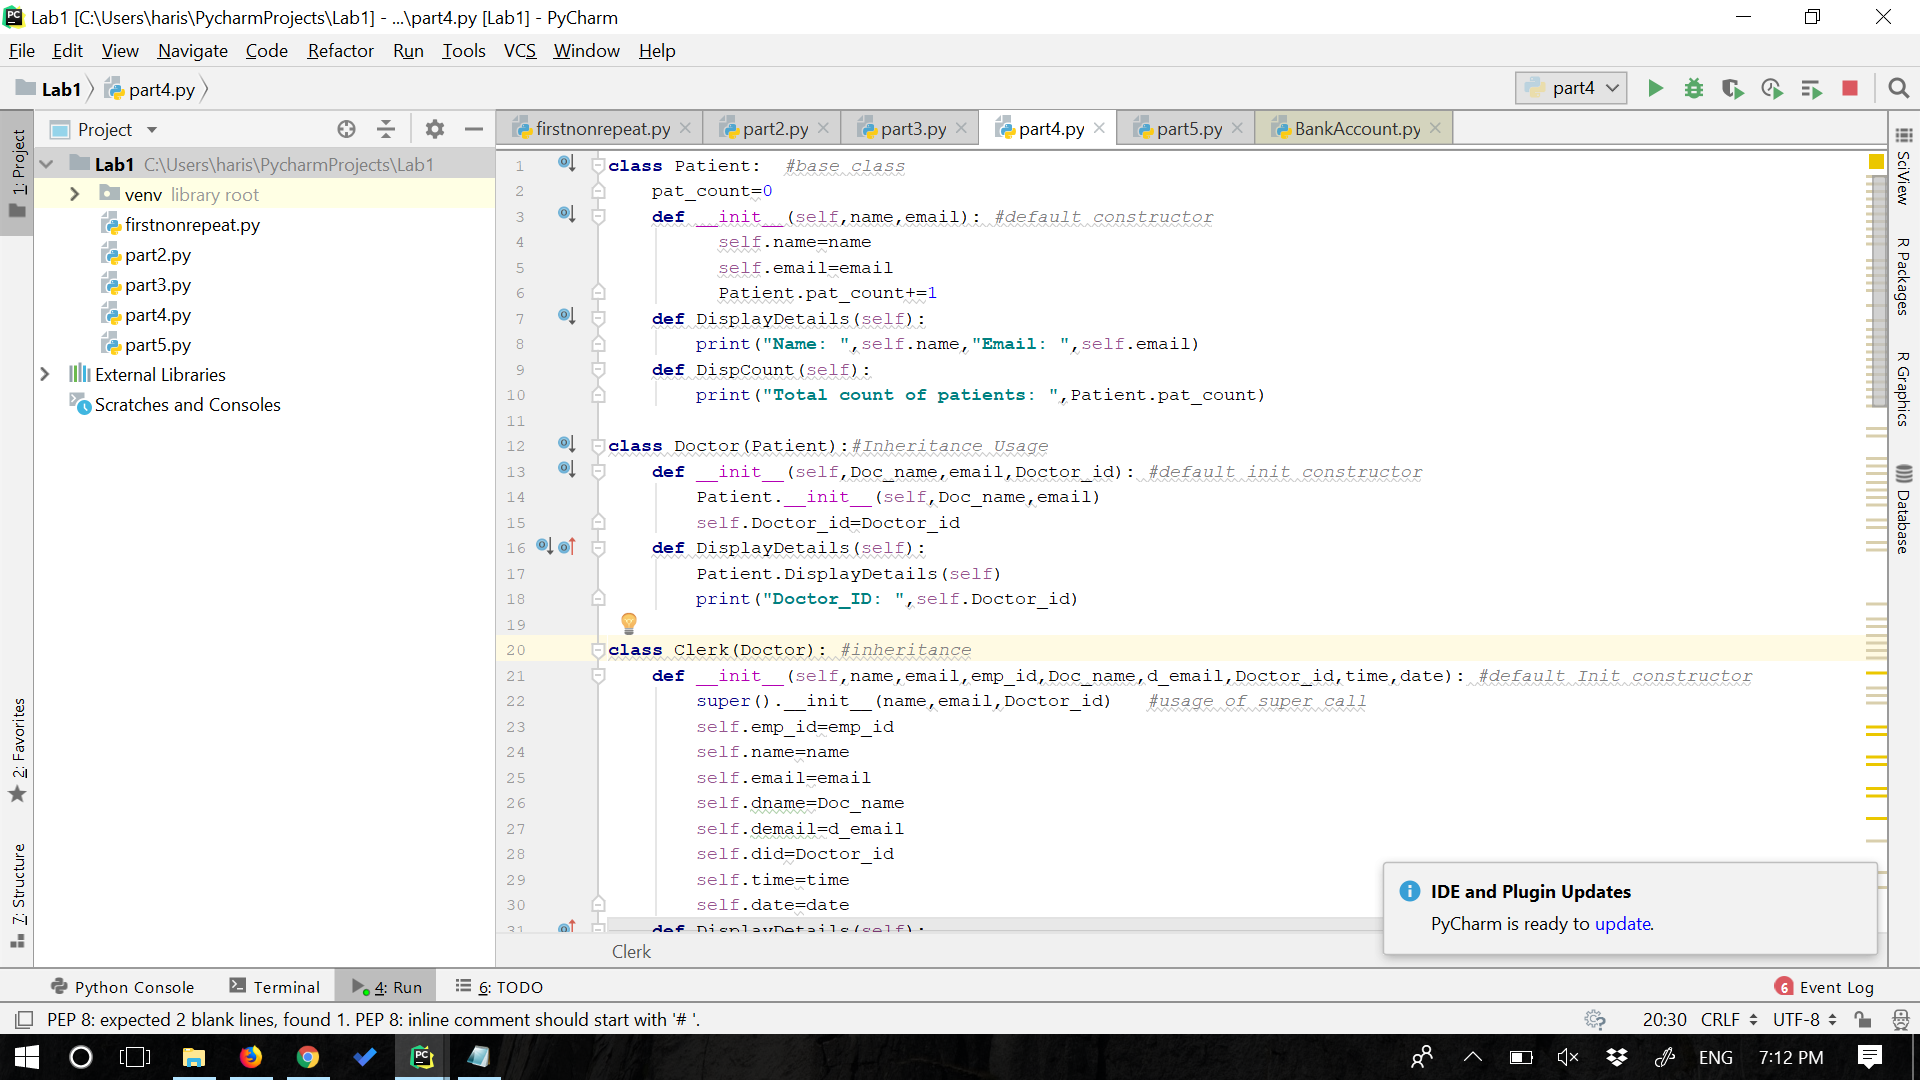 Lab1 [C:\Users\haris\PycharmProjects\Lab1] - ...\part4.py [Lab1] - PyCharm
File Edit View Navigate Code Refactor Run Tools VCS Window Help
Lab1 part4.py part4
1: Project
Project
firstnonrepeat.py part2.py part3.py part4.py part5.py BankAccount.py
Lab1 C:\Users\haris\PycharmProjects\Lab1
venv library root
firstnonrepeat.py
part2.py
part3.py
part4.py
part5.py
External Libraries
Scratches and Consoles
2: Favorites
7: Structure
1 class Patient: #base class
2 pat_count=0
3 def __init__(self,name,email): #default constructor
4 self.name=name
5 self.email=email
6 Patient.pat_count+=1
7 def DisplayDetails(self):
8 print("Name: ",self.name,"Email: ",self.email)
9 def DispCount(self):
10 print("Total count of patients: ",Patient.pat_count)
11
12 class Doctor(Patient):#Inheritance Usage
13 def __init__(self,Doc_name,email,Doctor_id): #default init constructor
14 Patient.__init__(self,Doc_name,email)
15 self.Doctor_id=Doctor_id
16 def DisplayDetails(self):
17 Patient.DisplayDetails(self)
18 print("Doctor_ID: ",self.Doctor_id)
19
20 class Clerk(Doctor): #inheritance
21 def __init__(self,name,email,emp_id,Doc_name,d_email,Doctor_id,time,date): #default Init constructor
22 super().__init__(name,email,Doctor_id) #usage of super call
23 self.emp_id=emp_id
24 self.name=name
25 self.email=email
26 self.dname=Doc_name
27 self.demail=d_email
28 self.did=Doctor_id
29 self.time=time
30 self.date=date
31 def DisplayDetails(self):
Clerk
SciView
R Packages
R Graphics
Database
IDE and Plugin Updates
PyCharm is ready to update.
Python Console Terminal 4: Run 6: TODO 6 Event Log
PEP 8: expected 2 blank lines, found 1. PEP 8: inline comment should start with '# '. 20:30 CRLF UTF-8
PC ENG 7:12 PM